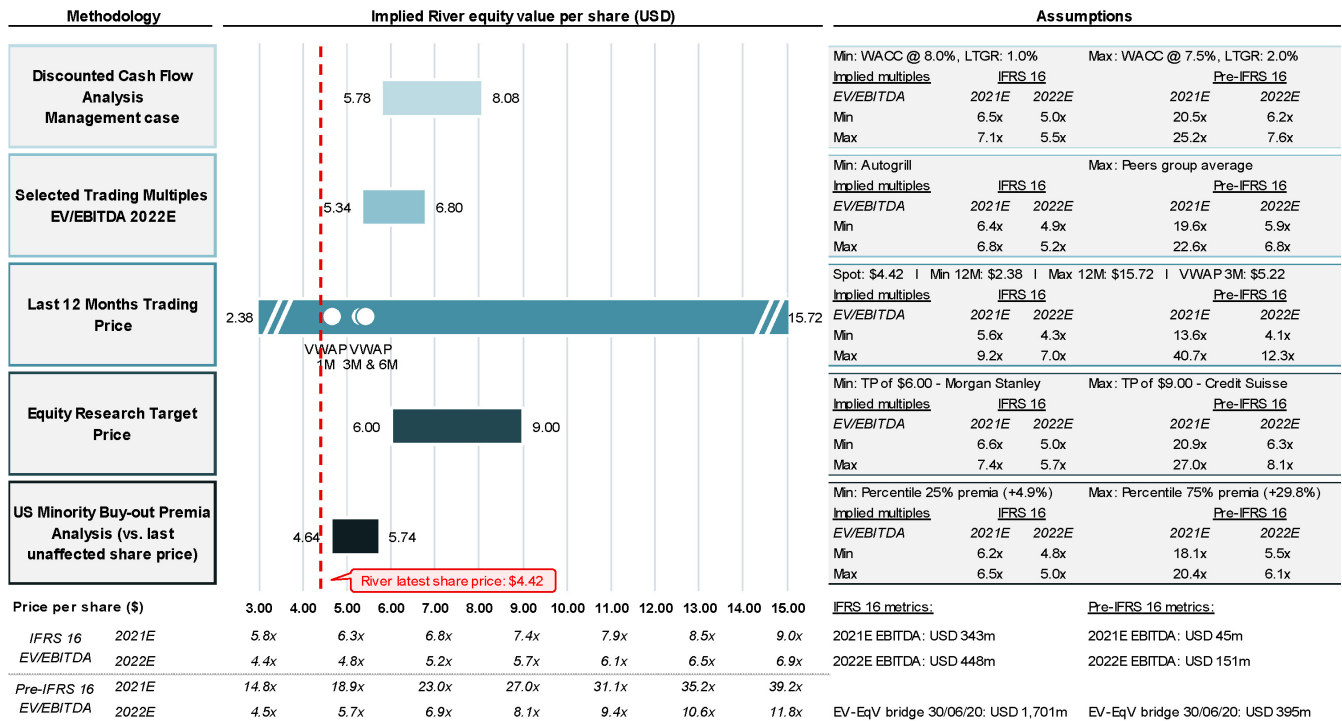 Methodology
Implied River equity value per share (USD)
Assumptions
Discounted Cash Flow
Analysis
Management case
5.78
8.08
Min: WACC @ 8.0%, LTGR: 1.0% Max: WACC @ 7.5%, LTGR: 2.0%
Implied multiples IFRS 16 Pre-IFRS 16
EV/EBITDA 2021E 2022E 2021E 2022E
Min 6.5x 5.0x 20.5x 6.2x
Max 7.1x 5.5x 25.2x 7.6x
Selected Trading Multiples
EV/EBITDA 2022E
5.34
6.80
Min: Autogrill Max: Peers group average
Implied multiples IFRS 16 Pre-IFRS 16
EV/EBITDA 2021E 2022E 2021E 2022E
Min 6.4x 4.9x 19.6x 5.9x
Max 6.8x 5.2x 22.6x 6.8x
Last 12 Months Trading
Price
2.38
15.72
VWAP VWAP
1M 3M & 6M
Spot: $4.42 I Min 12M: $2.38 I Max 12M: $15.72 I VWAP 3M: $5.22
Implied multiples IFRS 16 Pre-IFRS 16
EV/EBITDA 2021E 2022E 2021E 2022E
Min 5.6x 4.3x 13.6x 4.1x
Max 9.2x 7.0x 40.7x 12.3x
Equity Research Target
Price
6.00
9.00
Min: TP of $6.00 - Morgan Stanley Max: TP of $9.00 - Credit Suisse
Implied multiples IFRS 16 Pre-IFRS 16
EV/EBITDA 2021E 2022E 2021E 2022E
Min 6.6x 5.0x 20.9x 6.3x
Max 7.4x 5.7x 27.0x 8.1x
US Minority Buy-out Premia
Analysis (vs. last
unaffected share price)
4.64
5.74
River latest share price: $4.42
Min: Percentile 25% premia (+4.9%) Max: Percentile 75% premia (+29.8%)
Implied multiples IFRS 16 Pre-IFRS 16
EV/EBITDA 2021E 2022E 2021E 2022E
Min 6.2x 4.8x 18.1x 5.5x
Max 6.5x 5.0x 20.4x 6.1x
Price per share ($) 3.00 4.00 5.00 6.00 7.00 8.00 9.00 10.00 11.00 12.00 13.00 14.00 15.00
IFRS 16 2021E 5.8x 6.3x 6.8x 7.4x 7.9x 8.5x 9.0x
EV/EBITDA 2022E 4.4x 4.8x 5.2x 5.7x 6.1x 6.5x 6.9x
Pre-IFRS 16 2021E 14.8x 18.9x 23.0x 27.0x 31.1x 35.2x 39.2x
EV/EBITDA 2022E 4.5x 5.7x 6.9x 8.1x 9.4x 10.6x 11.8x
IFRS 16 metrics: Pre-IFRS 16 metrics:
2021E EBITDA: USD 343m 2021E EBITDA: USD 45m
2022E EBITDA: USD 448m 2022E EBITDA: USD 151m
EV-EqV bridge 30/06/20: USD 1,701m EV-EqV bridge 30/06/20: USD 395m